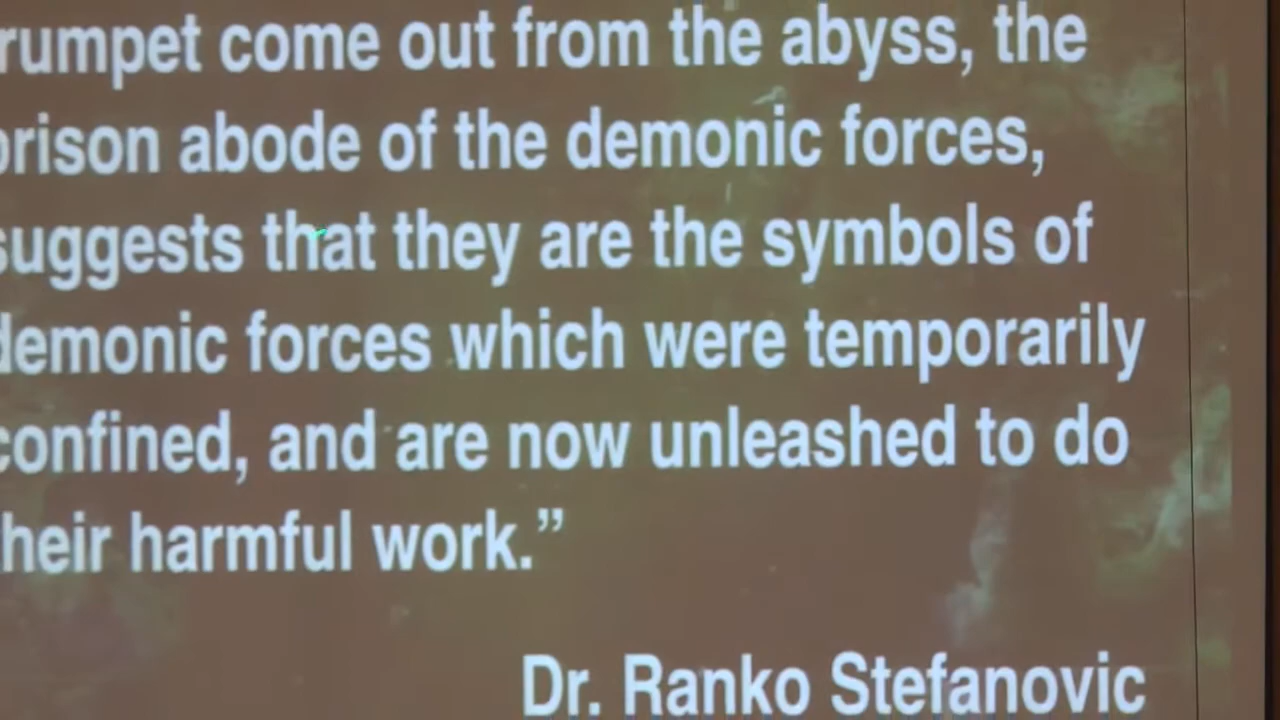 rumpet come out from the abyss, the
prison abode of the demonic forces,
suggests that they are the symbols of
demonic forces which were temporarily
confined, and are now unleashed to do
heir harmful work.”
Dr. Ranko Stefanovic